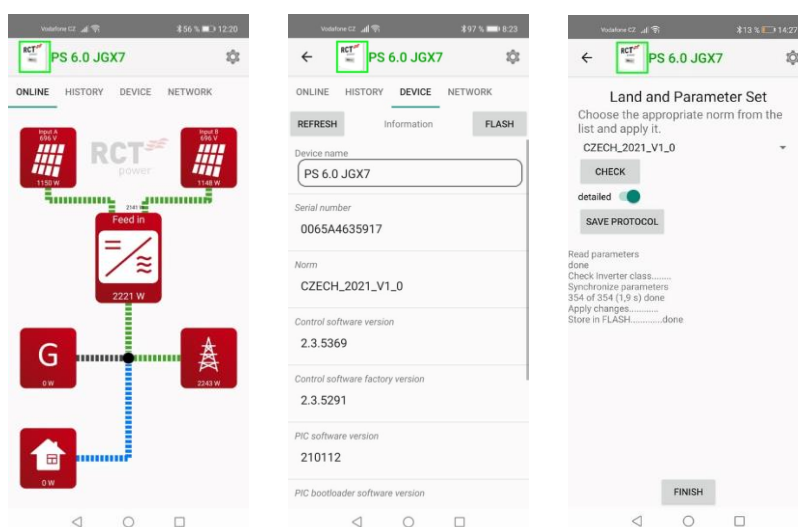 Vodafone CZ
56 %
12:20
RCT
PS 6.0 JGX7
ONLINE
HISTORY
DEVICE
NETWORK
Input A
696 V
1150 W
RCT
power
Input B
696 V
1148 W
2141 W
Feed in
2221 W
G
0 W
2243 W
0 W
Vodafone CZ
97 %
8:23
RCT
PS 6.0 JGX7
ONLINE
HISTORY
DEVICE
NETWORK
REFRESH
Information
FLASH
Device name
PS 6.0 JGX7
Serial number
0065A4635917
Norm
CZECH_2021_V1_0
Control software version
2.3.5369
Control software factory version
2.3.5291
PIC software version
210112
PIC bootloader software version
Vodafone CZ
13 %
14:27
RCT
PS 6.0 JGX7
Land and Parameter Set
Choose the appropriate norm from the
list and apply it.
CZECH_2021_V1_0
CHECK
detailed
SAVE PROTOCOL
Read parameters
done
Check Inverter class........
Synchronize parameters
354 of 354 (1,9 s) done
Apply changes............
Store in FLASH.............done
FINISH